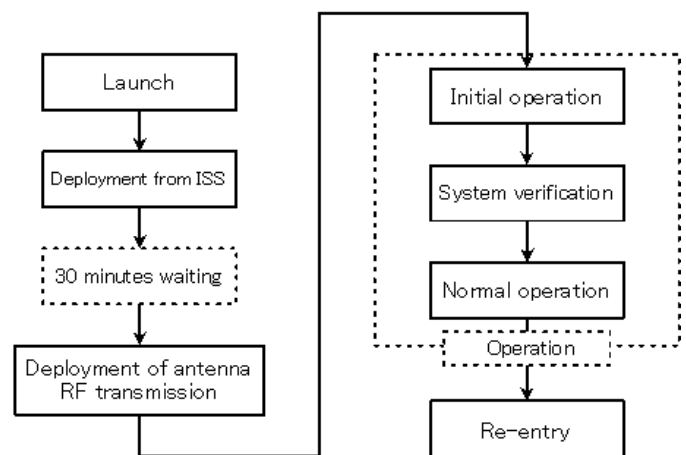 Launch
Deployment from ISS
30 minutes waiting
Deployment of antenna
RF transmission
Initial operation
System verification
Normal operation
Operation
Re-entry